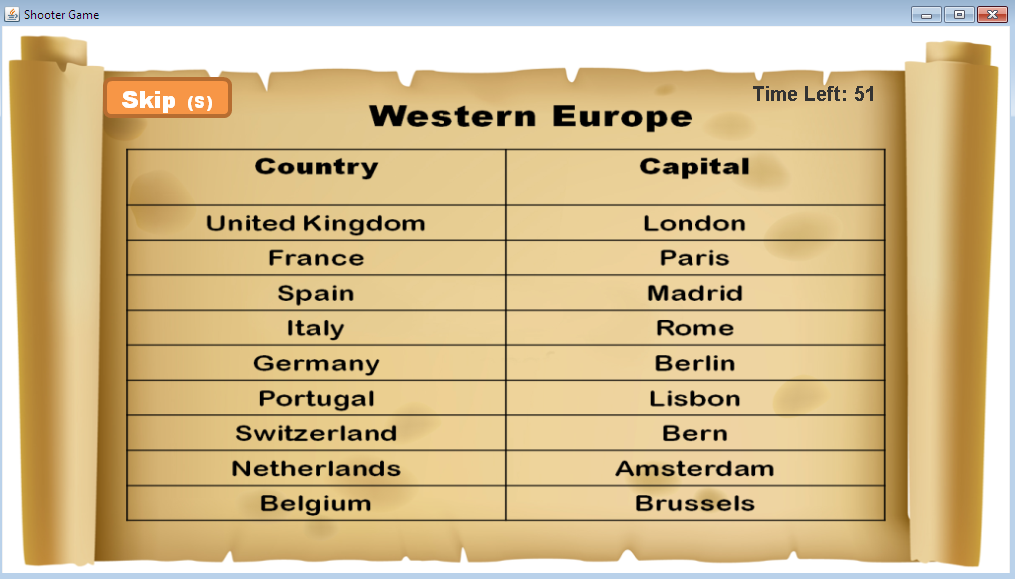 Shooter Game
Skip (S)
Time Left: 51
Western Europe
Country Capital
United Kingdom London
France Paris
Spain Madrid
Italy Rome
Germany Berlin
Portugal Lisbon
Switzerland Bern
Netherlands Amsterdam
Belgium Brussels